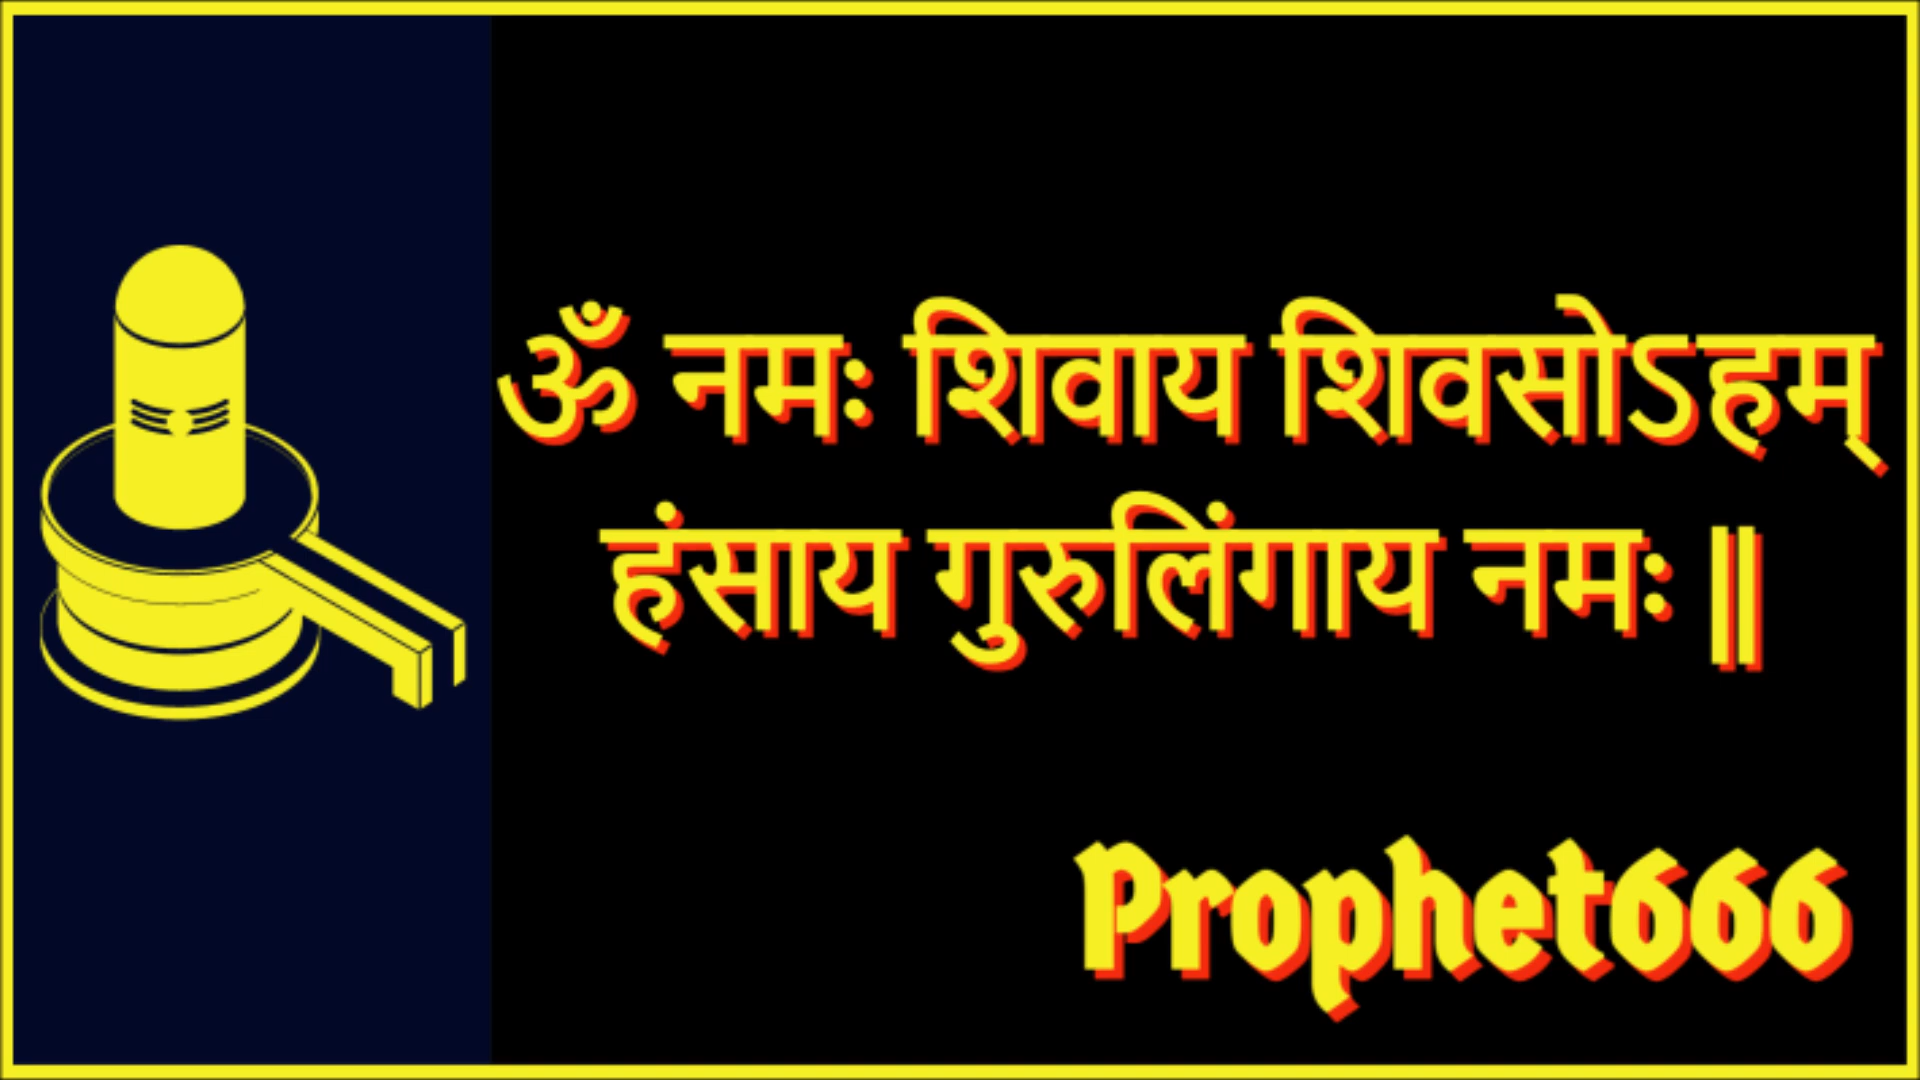 ॐ नमः शिवाय शिवसोऽहम्
हंसाय गुरुलिंगाय नमः ||
Prophet666